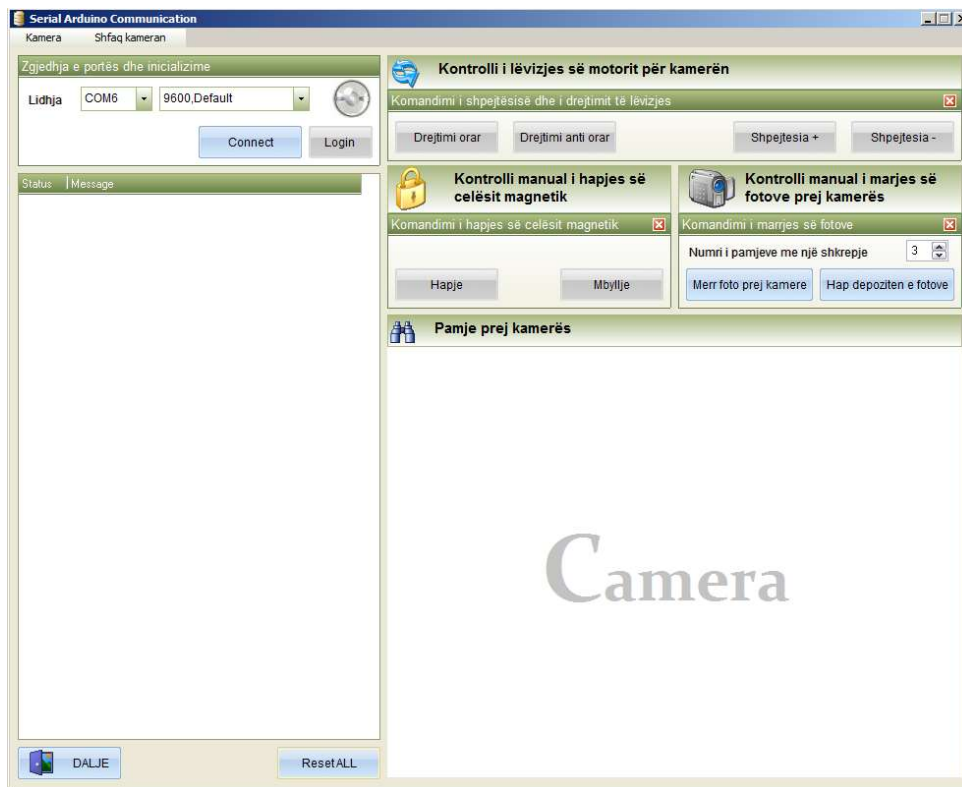 Serial Arduino Communication
Kamera Shfaq kameran
Zgjedhja e portës dhe inicializime
Lidhja COM6 9600,Default
Connect Login
Status Message
DALJE ResetALL
Kontrolli i lëvizjes së motorit për kamerën
Komandimi i shpejtësisë dhe i drejtimit të lëvizjes
Drejtimi orar Drejtimi anti orar Shpejtesia + Shpejtesia -
Kontrolli manual i hapjes së
celësit magnetik
Komandimi i hapjes së celësit magnetik
Hapje Mbyllje
Kontrolli manual i marjes së
fotove prej kamerës
Komandimi i marrjes së fotove
Numri i pamjeve me një shkrepje 3
Merr foto prej kamere Hap depoziten e fotove
Pamje prej kamerës
Camera